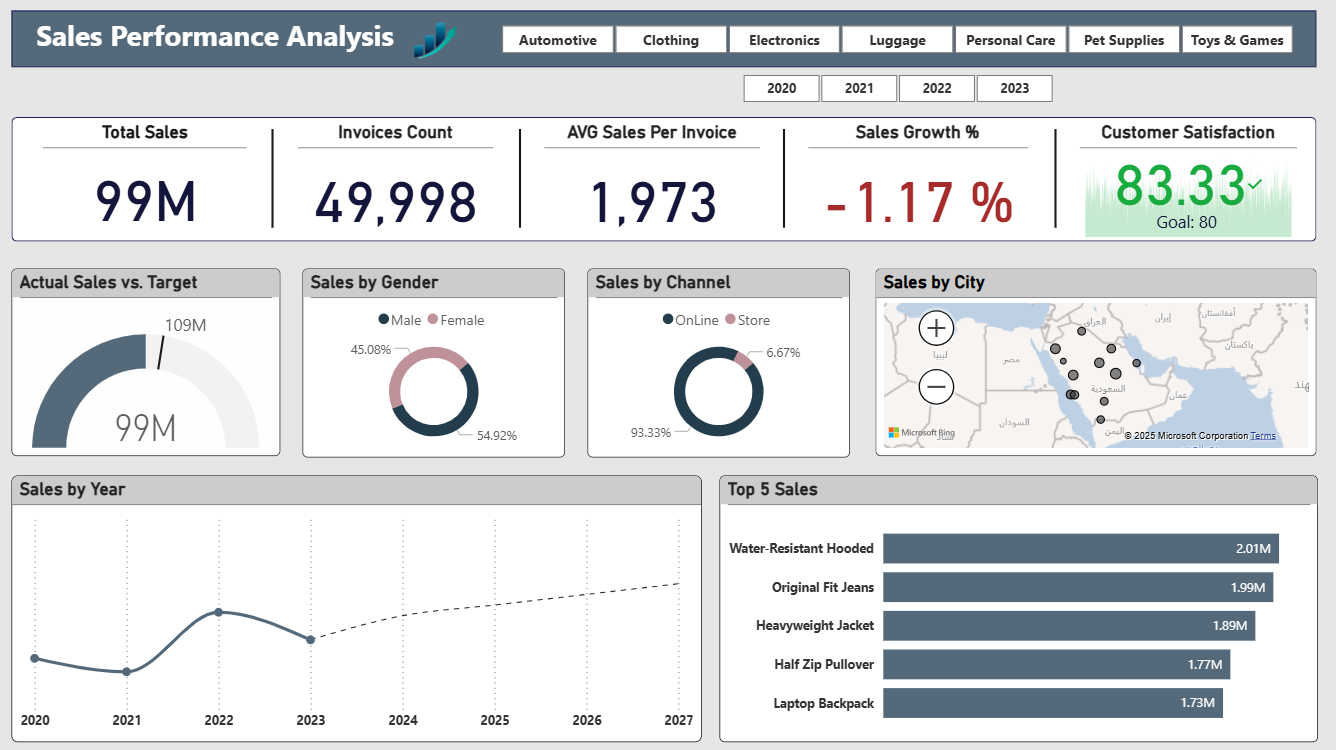 Sales Performance Analysis
Automotive
Clothing
Electronics
Luggage
Personal Care
Pet Supplies
Toys & Games
2020
2021
2022
2023
Total Sales
99M
Invoices Count
49,998
AVG Sales Per Invoice
1,973
Sales Growth %
-1.17 %
Customer Satisfaction
83.33
Goal: 80
Actual Sales vs. Target
109M
99M
Sales by Gender
Male
Female
45.08%
54.92%
Sales by Channel
OnLine
Store
6.67%
93.33%
Sales by City
العراق
إيران
أفغانستان
باكستان
ليبيا
مصر
السعودية
عمان
السودان
اليمن
تشاد
Microsoft Bing
© 2025 Microsoft Corporation Terms
Sales by Year
2020
2021
2022
2023
2024
2025
2026
2027
Top 5 Sales
Water-Resistant Hooded
2.01M
Original Fit Jeans
1.99M
Heavyweight Jacket
1.89M
Half Zip Pullover
1.77M
Laptop Backpack
1.73M